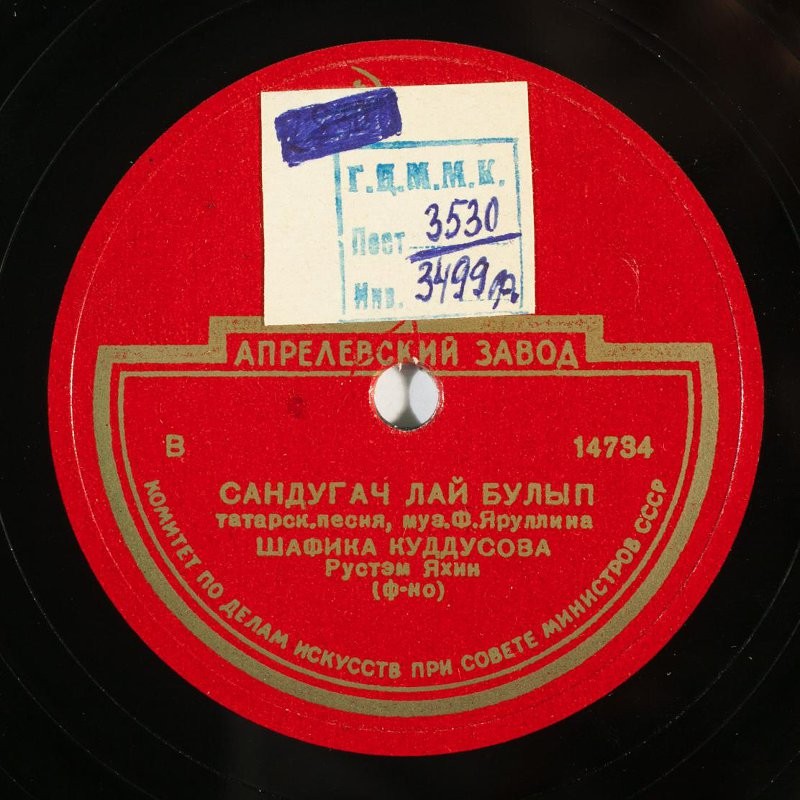 Г.Ц.М.М.К.
Пост. 3530
Инв. 3499
АПРЕЛЕВСКИЙ ЗАВОД
В 14734
САНДУГАЧ ЛАЙ БУЛЫП
татарск.песня, муз.Ф.Яруллина
ШАФИКА КУДДУСОВА
Рустэм Яхин
(ф-но)
КОМИТЕТ ПО ДЕЛАМ ИСКУССТВ ПРИ СОВЕТЕ МИНИСТРОВ СССР